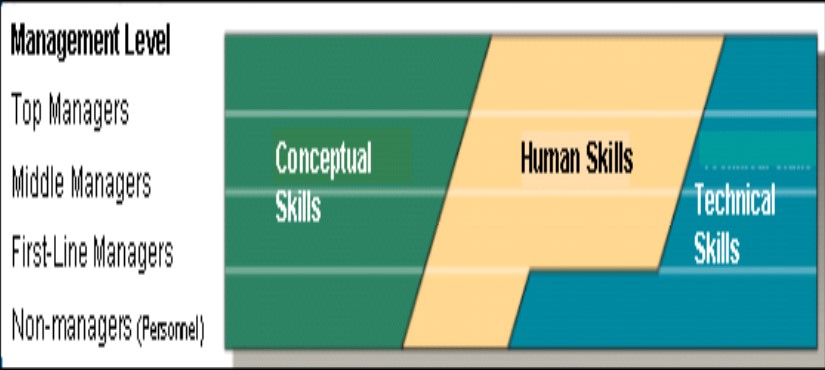 Management Level
Top Managers
Middle Managers
First-Line Managers
Non-managers (Personnel)
Conceptual
Skills
Human Skills
Technical
Skills